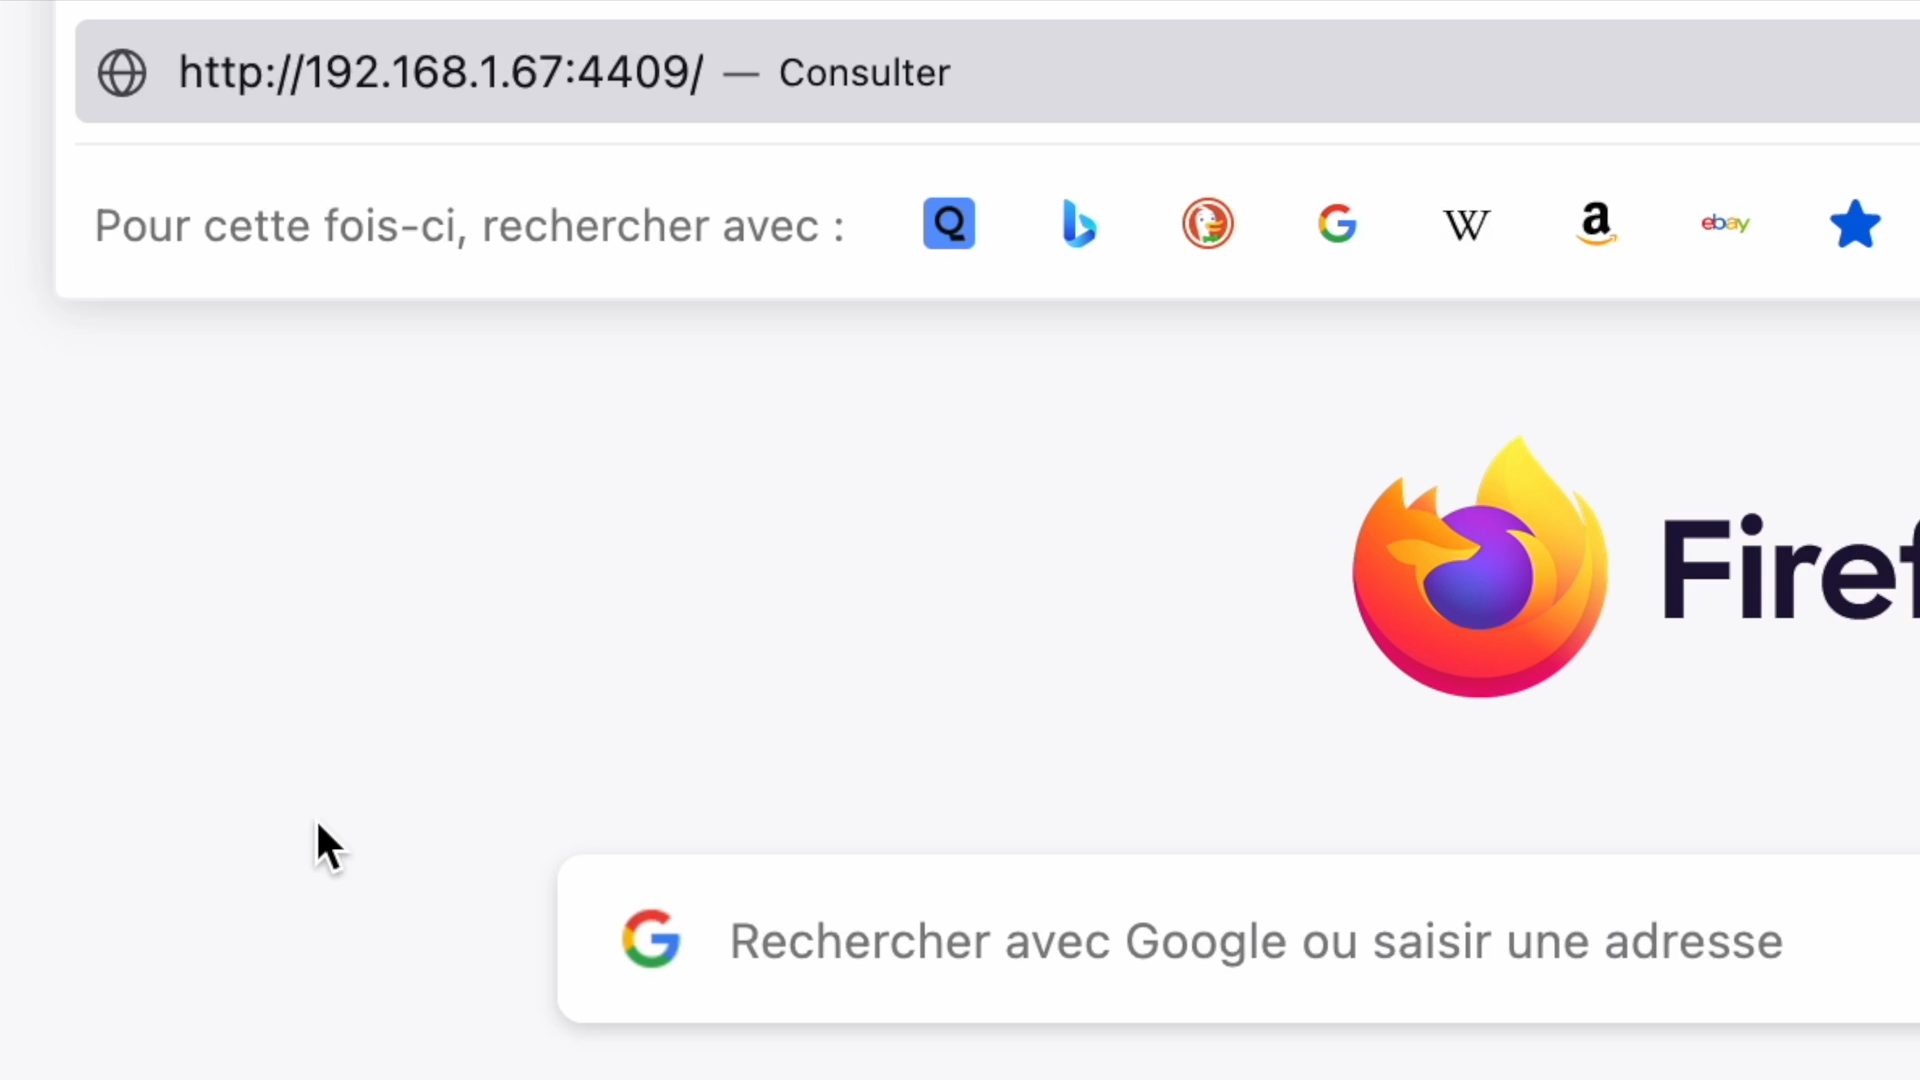 http://192.168.1.67:4409/ — Consulter
Pour cette fois-ci, rechercher avec :
Q
W
a
ebay
Firef
G Rechercher avec Google ou saisir une adresse